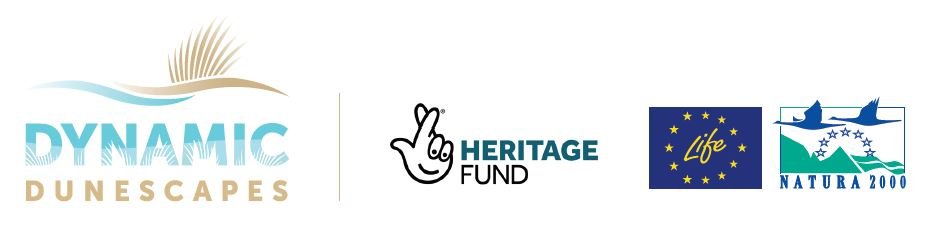 DYNAMIC
DUNESCAPES
HERITAGE
FUND
Life
NATURA 2000